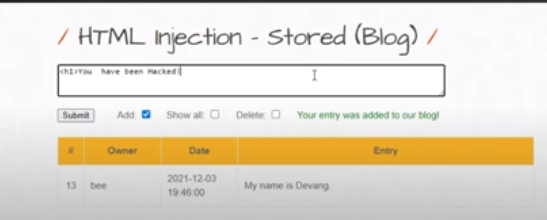 / HTML Injection - Stored (Blog) /
<h1>You  have been Hacked!
Submit Add: Show all: Delete: Your entry was added to our blog!
# Owner Date Entry
13 bee 2021-12-03 19:46:00 My name is Devang